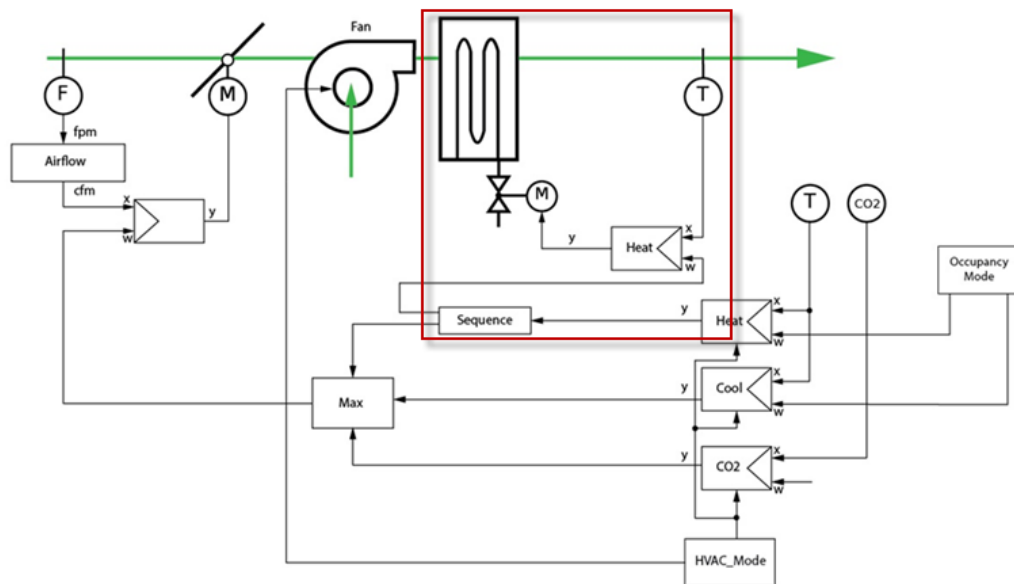 Fan
F
M
T
fpm
Airflow
cfm
x
y
w
M
T
CO2
x
y
Heat
w
Occupancy
Mode
Sequence
y
Heat
x
w
Max
y
Cool
x
w
y
CO2
x
w
HVAC_Mode